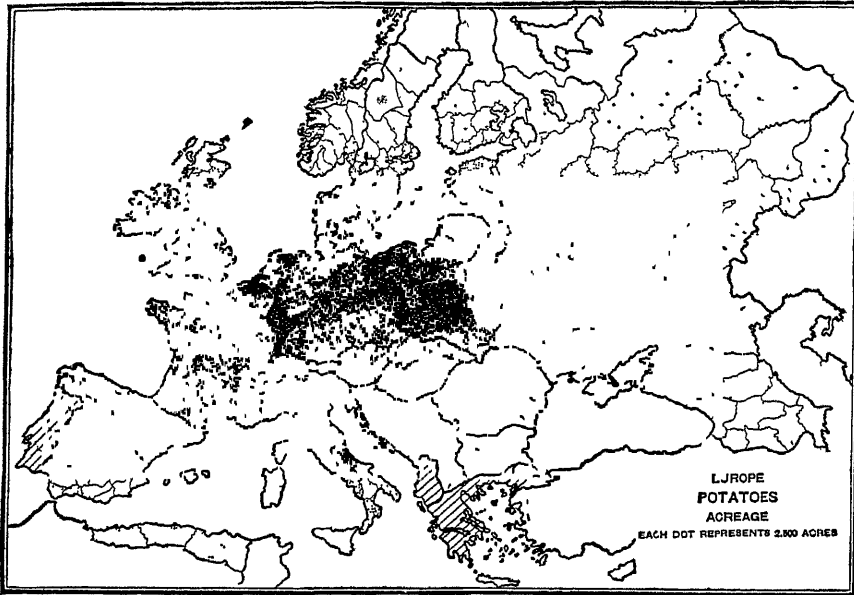 LJROPE
POTATOES
ACREAGE
EACH DOT REPRESENTS 2.500 ACRES